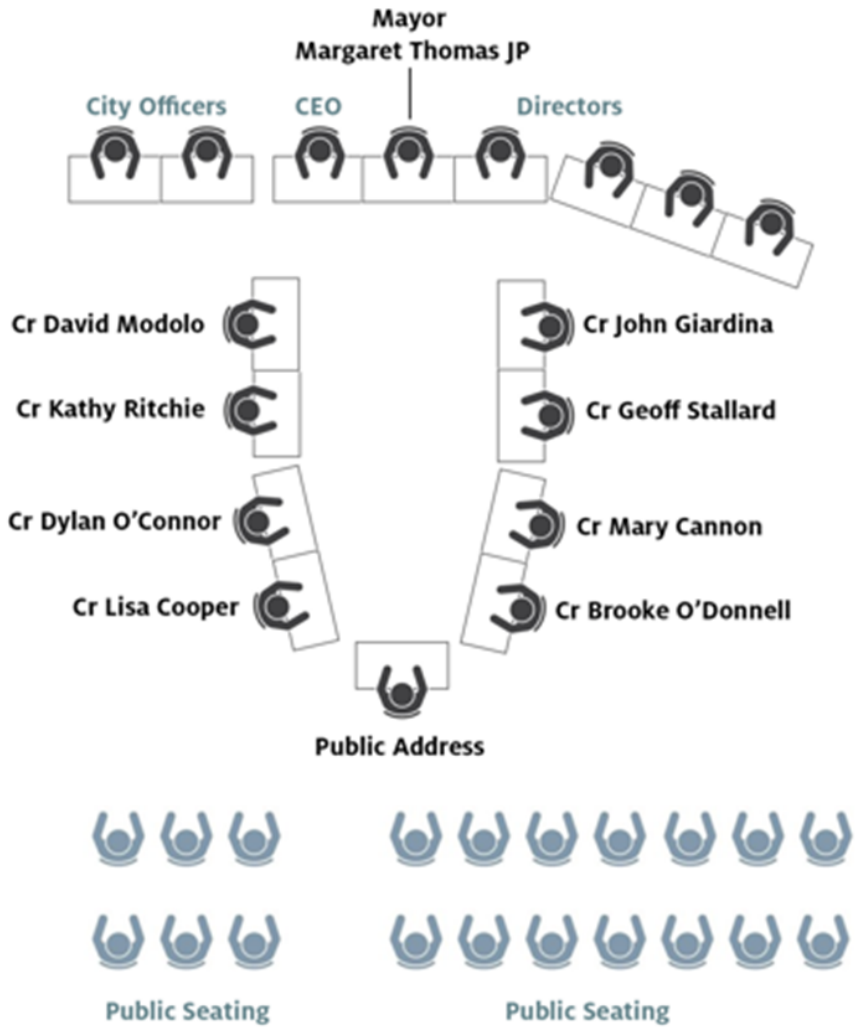 Mayor
Margaret Thomas JP
City Officers
CEO
Directors
Cr David Modolo
Cr John Giardina
Cr Kathy Ritchie
Cr Geoff Stallard
Cr Dylan O’Connor
Cr Mary Cannon
Cr Lisa Cooper
Cr Brooke O’Donnell
Public Address
Public Seating
Public Seating